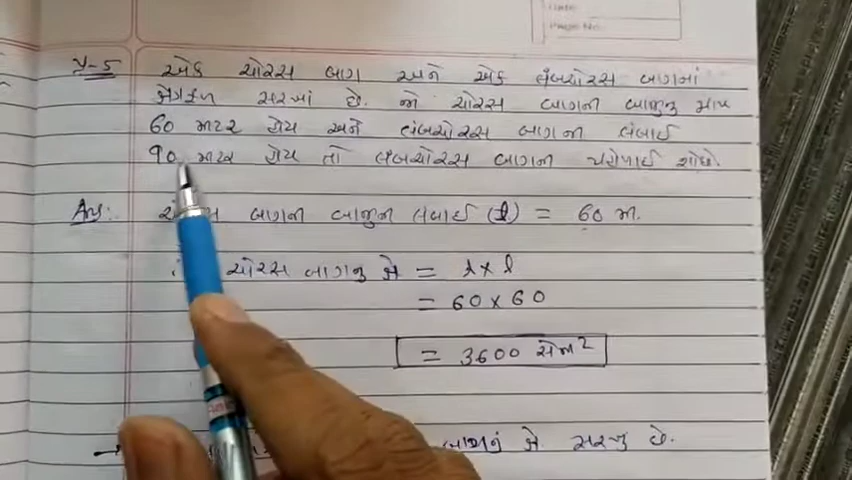 પ્ર-5 એક ચોરસ બાગ અને એક લંબચોરસ બાગમાં
ક્ષેત્રફળ સરખાં છે. જો ચોરસ બાગની બાજુનુ માપ
60 મીટર હોય અને લંબચોરસ બાગની લંબાઈ
90 મીટર હોય તો લંબચોરસ બાગની પહોળાઈ શોધો.
Ans: બાગની બાજુની લંબાઈ (l) = 60 મી.
ચોરસ બાગનુ ક્ષે = l x l
= 60 x 60
= 3600 સેમી²
બાગનું ક્ષે. સરખુ છે.